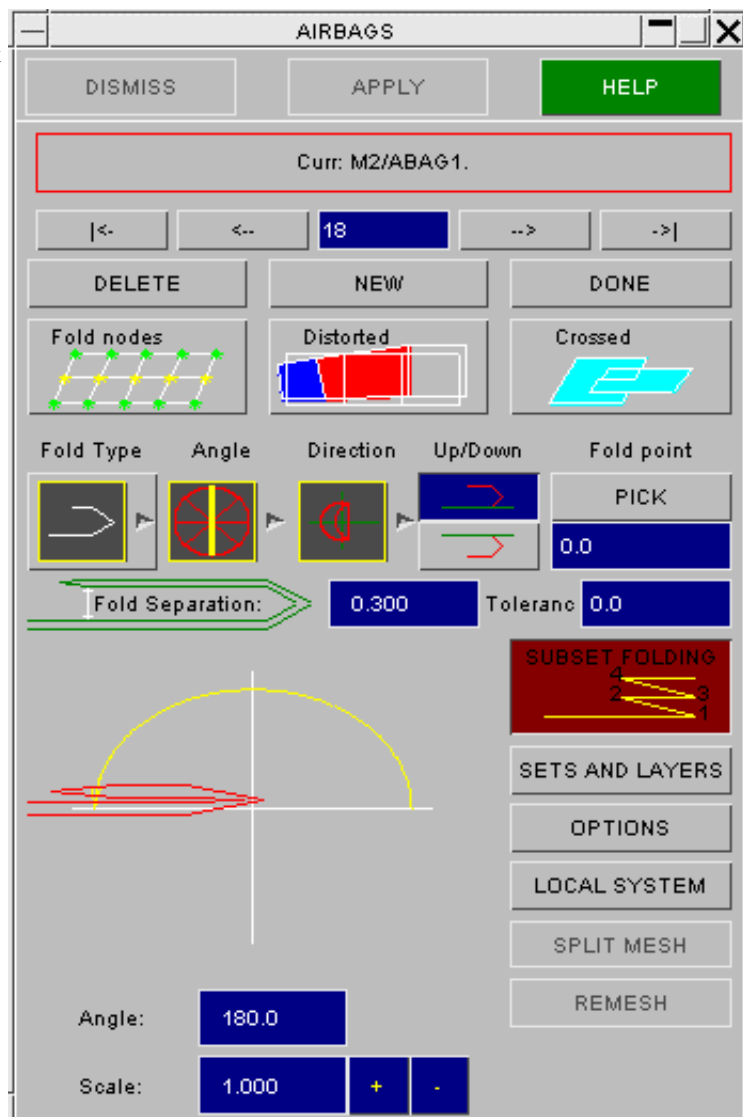 AIRBAGS
DISMISS APPLY HELP
Curr: M2/ABAG1.
|<- <-- 18 --> ->|
DELETE NEW DONE
Fold nodes Distorted Crossed
Fold Type Angle Direction Up/Down Fold point
PICK
0.0
Fold Separation: 0.300 Toleranc 0.0
SUBSET FOLDING
4
2 3
1
SETS AND LAYERS
OPTIONS
LOCAL SYSTEM
SPLIT MESH
REMESH
Angle: 180.0
Scale: 1.000 + -